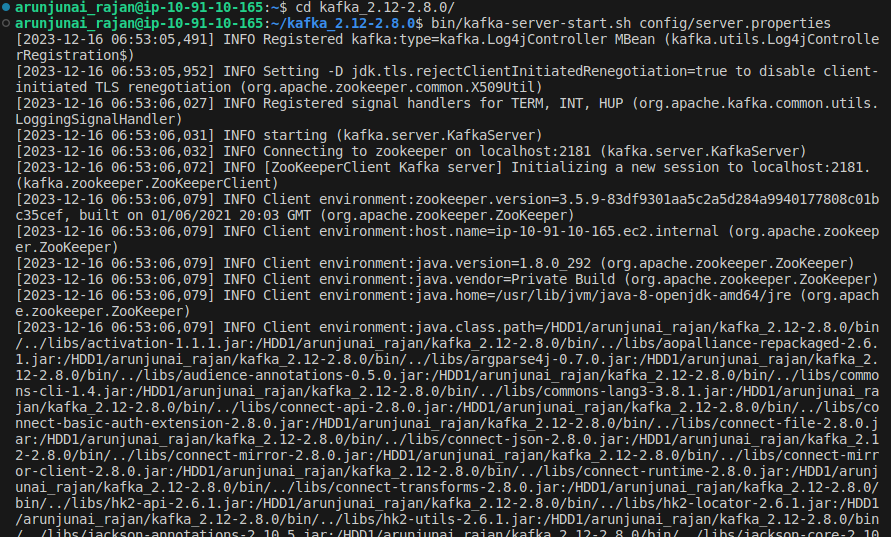 arunjunai_rajan@ip-10-91-10-165:~$ cd kafka_2.12-2.8.0/
arunjunai_rajan@ip-10-91-10-165:~/kafka_2.12-2.8.0$ bin/kafka-server-start.sh config/server.properties
[2023-12-16 06:53:05,491] INFO Registered kafka:type=kafka.Log4jController MBean (kafka.utils.Log4jControlle
rRegistration$)
[2023-12-16 06:53:05,952] INFO Setting -D jdk.tls.rejectClientInitiatedRenegotiation=true to disable client-
initiated TLS renegotiation (org.apache.zookeeper.common.X509Util)
[2023-12-16 06:53:06,027] INFO Registered signal handlers for TERM, INT, HUP (org.apache.kafka.common.utils.
LoggingSignalHandler)
[2023-12-16 06:53:06,031] INFO starting (kafka.server.KafkaServer)
[2023-12-16 06:53:06,032] INFO Connecting to zookeeper on localhost:2181 (kafka.server.KafkaServer)
[2023-12-16 06:53:06,072] INFO [ZooKeeperClient Kafka server] Initializing a new session to localhost:2181.
(kafka.zookeeper.ZooKeeperClient)
[2023-12-16 06:53:06,079] INFO Client environment:zookeeper.version=3.5.9-83df9301aa5c2a5d284a9940177808c01b
c35cef, built on 01/06/2021 20:03 GMT (org.apache.zookeeper.ZooKeeper)
[2023-12-16 06:53:06,079] INFO Client environment:host.name=ip-10-91-10-165.ec2.internal (org.apache.zookeep
er.ZooKeeper)
[2023-12-16 06:53:06,079] INFO Client environment:java.version=1.8.0_292 (org.apache.zookeeper.ZooKeeper)
[2023-12-16 06:53:06,079] INFO Client environment:java.vendor=Private Build (org.apache.zookeeper.ZooKeeper)
[2023-12-16 06:53:06,079] INFO Client environment:java.home=/usr/lib/jvm/java-8-openjdk-amd64/jre (org.apach
e.zookeeper.ZooKeeper)
[2023-12-16 06:53:06,079] INFO Client environment:java.class.path=/HDD1/arunjunai_rajan/kafka_2.12-2.8.0/bin
/../libs/activation-1.1.1.jar:/HDD1/arunjunai_rajan/kafka_2.12-2.8.0/bin/../libs/aopalliance-repackaged-2.6.
1.jar:/HDD1/arunjunai_rajan/kafka_2.12-2.8.0/bin/../libs/argparse4j-0.7.0.jar:/HDD1/arunjunai_rajan/kafka_2.
12-2.8.0/bin/../libs/audience-annotations-0.5.0.jar:/HDD1/arunjunai_rajan/kafka_2.12-2.8.0/bin/../libs/commo
ns-cli-1.4.jar:/HDD1/arunjunai_rajan/kafka_2.12-2.8.0/bin/../libs/commons-lang3-3.8.1.jar:/HDD1/arunjunai_ra
jan/kafka_2.12-2.8.0/bin/../libs/connect-api-2.8.0.jar:/HDD1/arunjunai_rajan/kafka_2.12-2.8.0/bin/../libs/co
nnect-basic-auth-extension-2.8.0.jar:/HDD1/arunjunai_rajan/kafka_2.12-2.8.0/bin/../libs/connect-file-2.8.0.j
ar:/HDD1/arunjunai_rajan/kafka_2.12-2.8.0/bin/../libs/connect-json-2.8.0.jar:/HDD1/arunjunai_rajan/kafka_2.1
2-2.8.0/bin/../libs/connect-mirror-2.8.0.jar:/HDD1/arunjunai_rajan/kafka_2.12-2.8.0/bin/../libs/connect-mirr
or-client-2.8.0.jar:/HDD1/arunjunai_rajan/kafka_2.12-2.8.0/bin/../libs/connect-runtime-2.8.0.jar:/HDD1/arunj
unai_rajan/kafka_2.12-2.8.0/bin/../libs/connect-transforms-2.8.0.jar:/HDD1/arunjunai_rajan/kafka_2.12-2.8.0/
bin/../libs/hk2-api-2.6.1.jar:/HDD1/arunjunai_rajan/kafka_2.12-2.8.0/bin/../libs/hk2-locator-2.6.1.jar:/HDD1
/arunjunai_rajan/kafka_2.12-2.8.0/bin/../libs/hk2-utils-2.6.1.jar:/HDD1/arunjunai_rajan/kafka_2.12-2.8.0/bin
/../libs/jackson-annotations-2.10.5.jar:/HDD1/arunjunai_rajan/kafka_2.12-2.8.0/bin/../libs/jackson-core-2.10